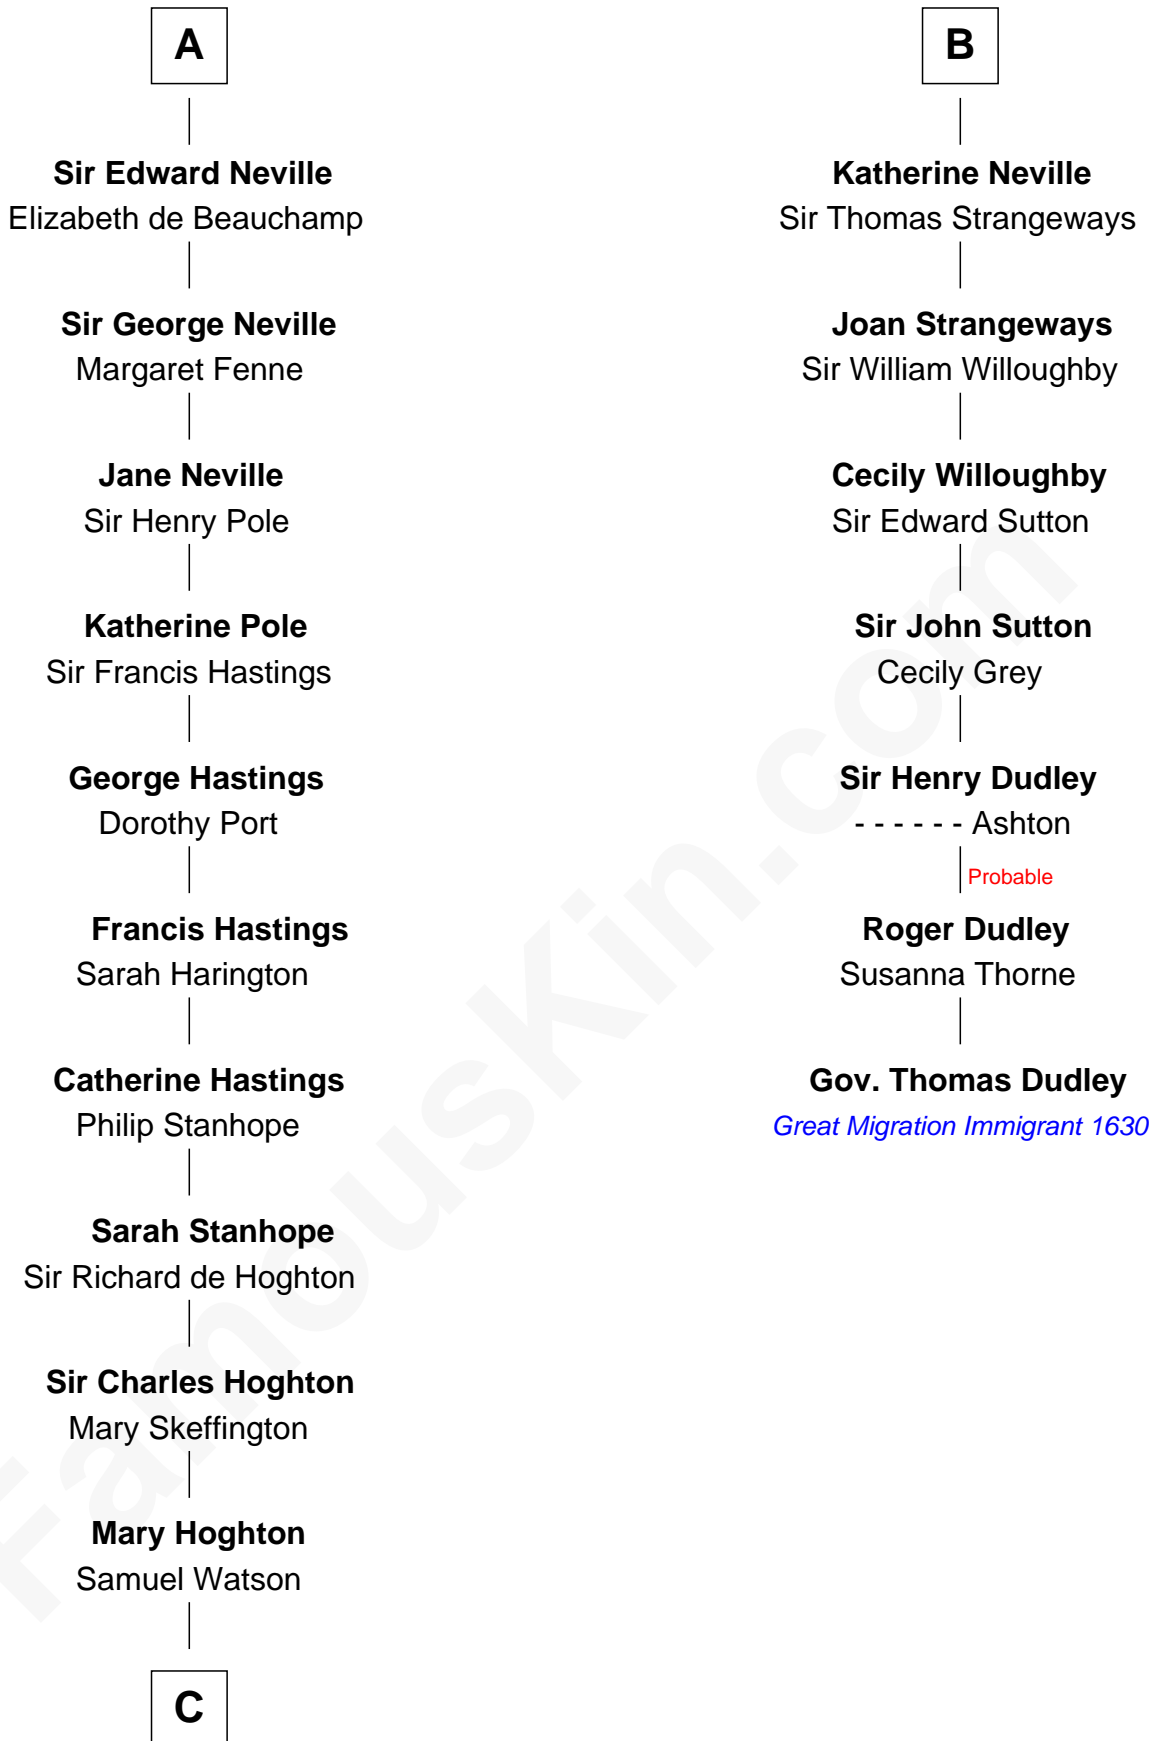 A
Sir Edward Neville
Elizabeth de Beauchamp
Sir George Neville
Margaret Fenne
Jane Neville
Sir Henry Pole
Katherine Pole
Sir Francis Hastings
George Hastings
Dorothy Port
Francis Hastings
Sarah Harington
Catherine Hastings
Philip Stanhope
Sarah Stanhope
Sir Richard de Hoghton
Sir Charles Hoghton
Mary Skeffington
Mary Hoghton
Samuel Watson
C
B
Katherine Neville
Sir Thomas Strangeways
Joan Strangeways
Sir William Willoughby
Cecily Willoughby
Sir Edward Sutton
Sir John Sutton
Cecily Grey
Sir Henry Dudley
- - - - - - Ashton
Probable
Roger Dudley
Susanna Thorne
Gov. Thomas Dudley
Great Migration Immigrant 1630
FamousKin.com